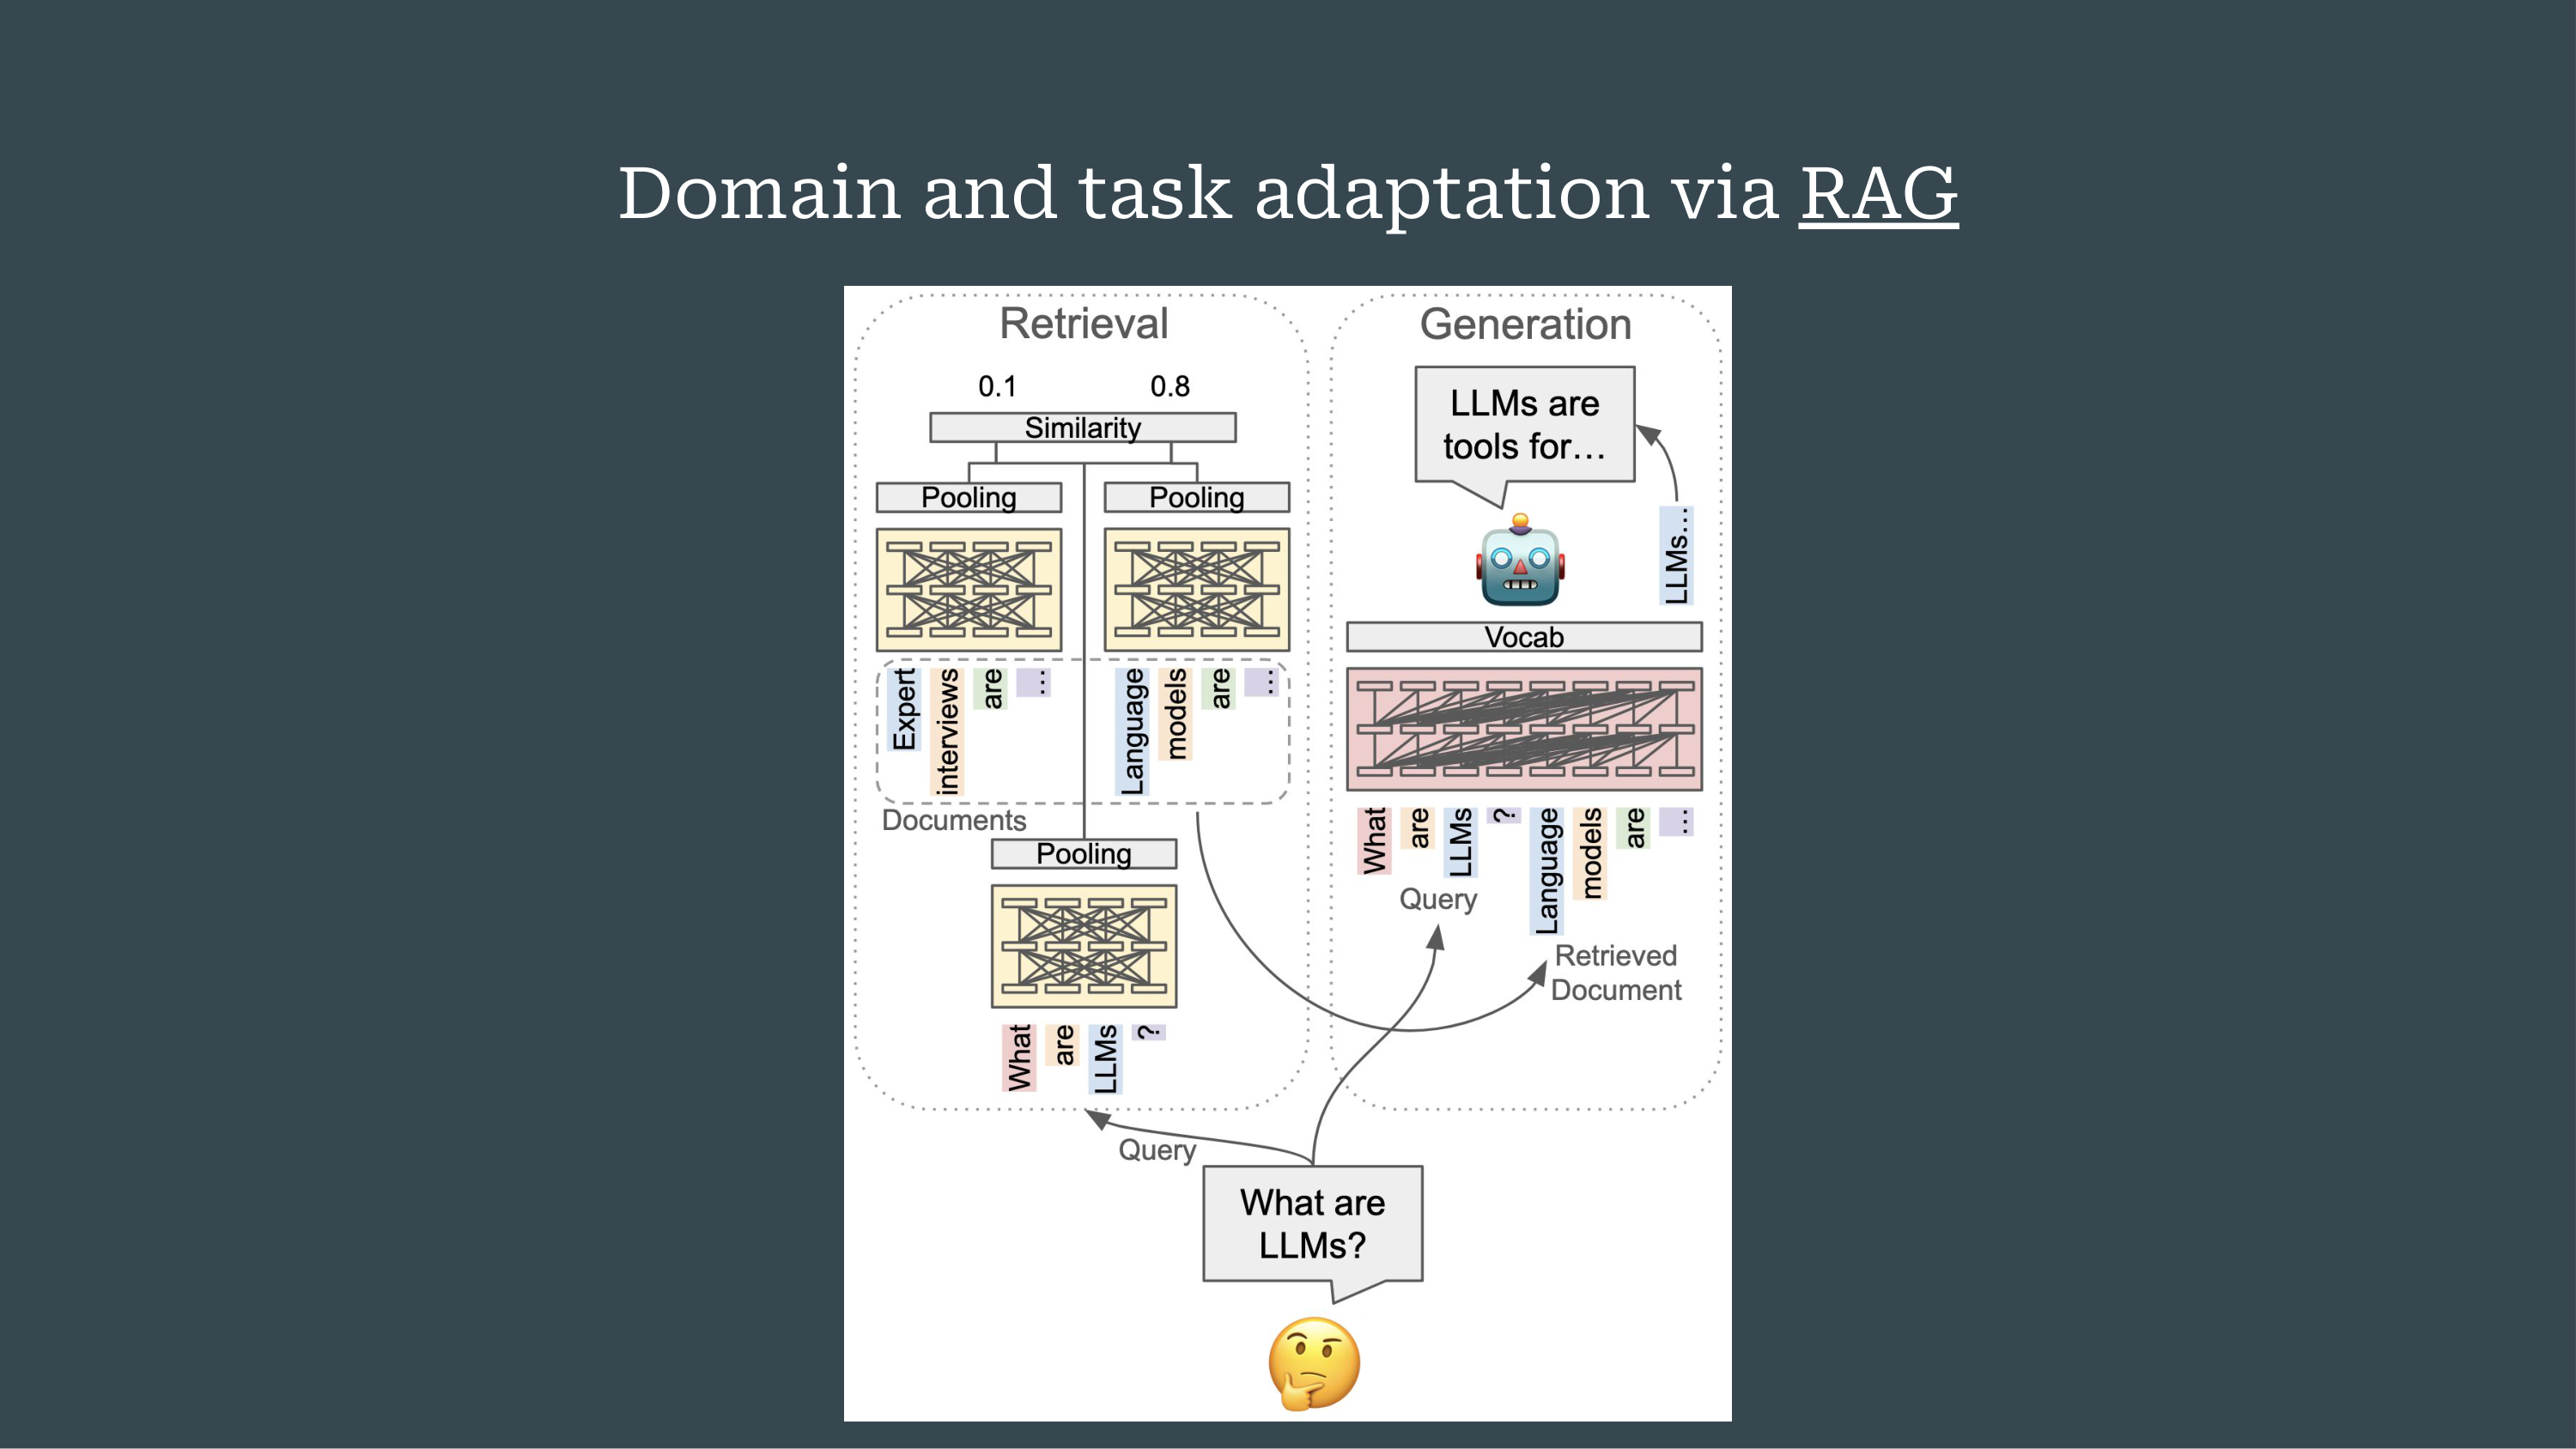 Domain and task adaptation via RAG
Retrieval
0.1 0.8
Similarity
Pooling Pooling
Expert interviews are ... Language models are ...
Documents
Pooling
What are LLMs ?
Query
Generation
LLMs are
tools for...
LLMs...
Vocab
What are LLMs ? Language models are ...
Query
Retrieved
Document
What are
LLMs?